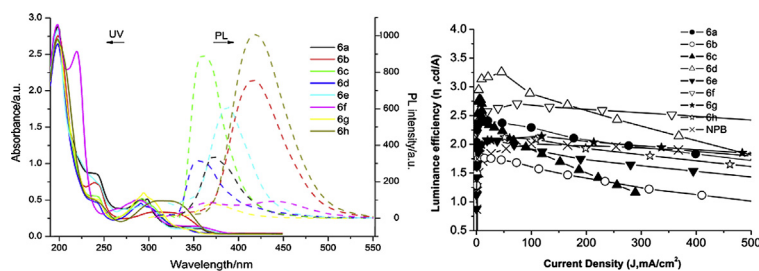 UV
PL
6a
6b
6c
6d
6e
6f
6g
6h
Absorbance/a.u.
3.0
2.5
2.0
1.5
1.0
0.5
0.0
PL intensity/a.u.
1000
800
600
400
200
0
200
250
300
350
400
450
500
550
Wavelength/nm
Luminance efficiency (η ,cd/A)
4.0
3.5
3.0
2.5
2.0
1.5
1.0
0.5
0.0
6a
6b
6c
6d
6e
6f
6g
6h
NPB
0
100
200
300
400
500
Current Density (J,mA/cm²)